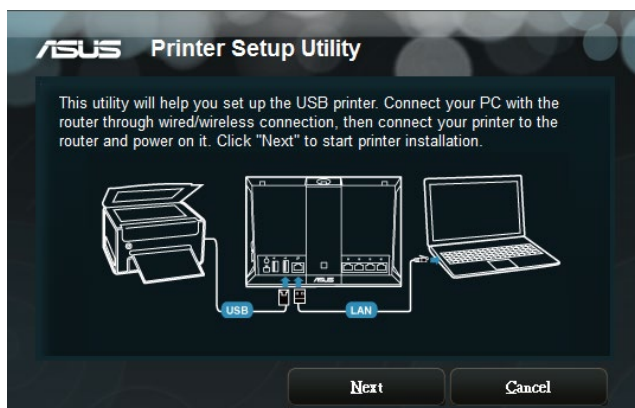 ASUS Printer Setup Utility
This utility will help you set up the USB printer. Connect your PC with the
router through wired/wireless connection, then connect your printer to the
router and power on it. Click "Next" to start printer installation.
ASUS
USB
LAN
Next
Cancel